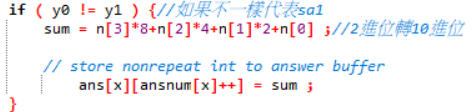 if ( y0 != y1 ) {//如果不一樣代表sa1
sum = n[3]*8+n[2]*4+n[1]*2+n[0] ;//2進位轉10進位
// store nonrepeat int to answer buffer
ans[x][ansnum[x]++] = sum ;
}